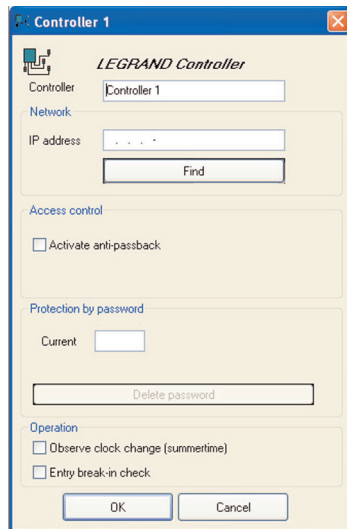 Controller 1
LEGRAND Controller
Controller
Controller 1
Network
IP address
. . .
Find
Access control
Activate anti-passback
Protection by password
Current
Delete password
Operation
Observe clock change (summertime)
Entry break-in check
OK
Cancel